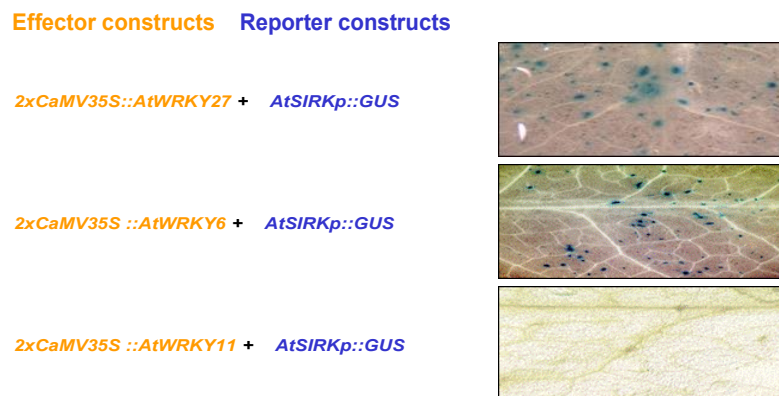 Effector constructs Reporter constructs
2xCaMV35S::AtWRKY27 + AtSIRKp::GUS
2xCaMV35S ::AtWRKY6 + AtSIRKp::GUS
2xCaMV35S ::AtWRKY11 + AtSIRKp::GUS